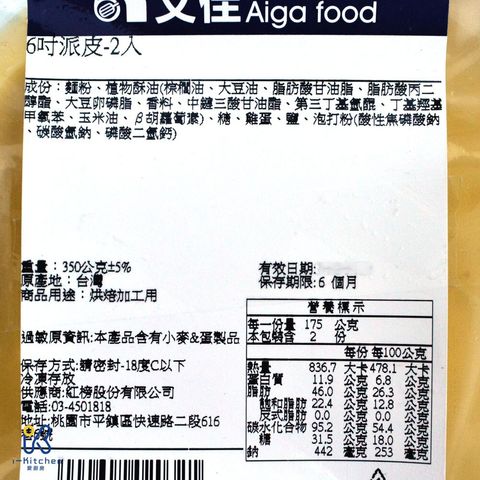 艾佳 Aiga food
6吋派皮-2入
成份：麵粉、植物酥油(棕櫚油、大豆油、脂肪酸甘油脂、脂肪酸丙二
醇酯、大豆卵磷脂、香料、中鏈三酸甘油酯、第三丁基氫醌、丁基羥基
甲氧苯、玉米油、β胡蘿蔔素)、糖、雞蛋、鹽、泡打粉(酸性焦磷酸鈉
、碳酸氫鈉、磷酸二氫鈣)
重量：350公克±5%
原產地：台灣
商品用途：烘焙加工用
有效日期:
保存期限:6 個月
過敏原資訊:本產品含有小麥&蛋製品
保存方式:請密封-18度C以下
冷凍存放
供應商:紅榜股份有限公司
電話:03-4501818
地址:桃園市平鎮區快速路二段616
號
營養標示
每一份量 175 公克
本包裝含 2 份
每份 每100公克
熱量 836.7 大卡 478.1 大卡
蛋白質 11.9 公克 6.8 公克
脂肪 46.0 公克 26.3 公克
飽和脂肪 22.4 公克 12.8 公克
反式脂肪 0.0 公克 0.0 公克
碳水化合物 95.2 公克 54.4 公克
糖 31.5 公克 18.0 公克
鈉 442 毫克 253 毫克
i-Kitchen
愛廚房